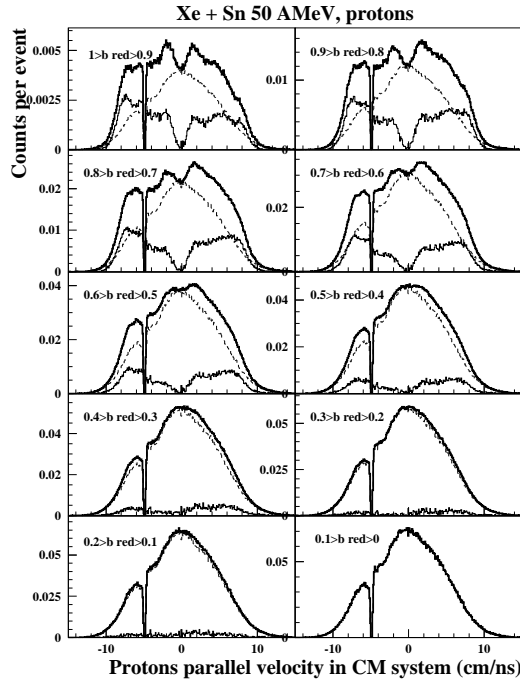 Xe + Sn 50 AMeV, protons
Counts per event
0.005
0.0025
0
1>b red>0.9
0.01
0
0.9>b red>0.8
0.02
0.01
0
0.8>b red>0.7
0.02
0
0.7>b red>0.6
0.04
0.02
0
0.6>b red>0.5
0.04
0.02
0
0.5>b red>0.4
0.04
0.02
0
0.4>b red>0.3
0.05
0.025
0
0.3>b red>0.2
0.05
0.025
0
0.2>b red>0.1
0.05
0
0.1>b red>0
-10 0 10
-10 0 10
Protons parallel velocity in CM system (cm/ns)